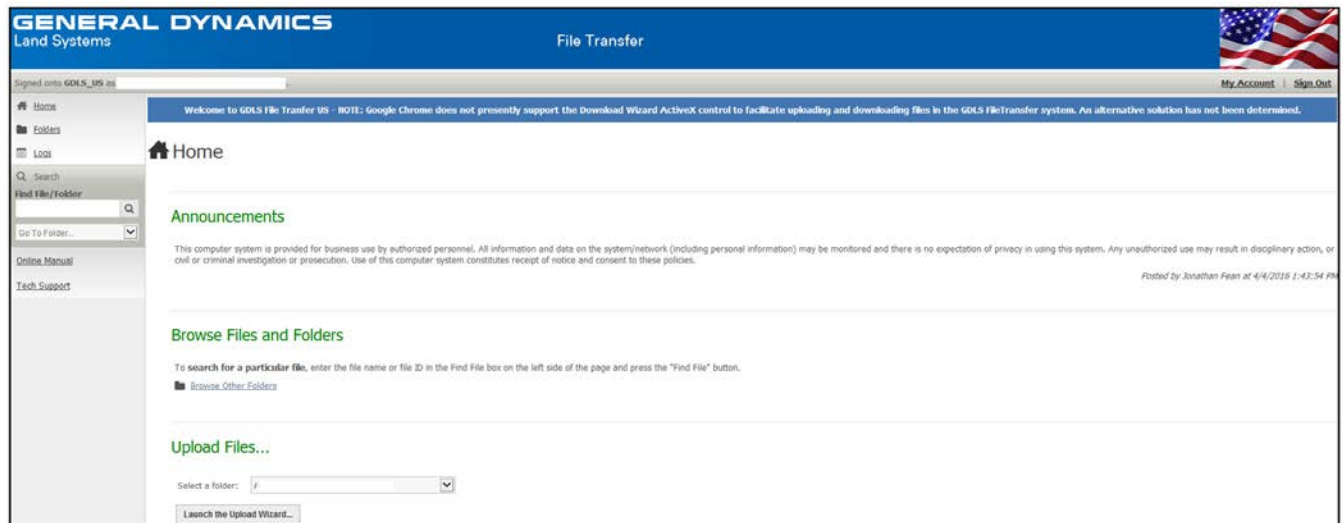 GENERAL DYNAMICS
Land Systems
File Transfer
Signed onto GDLS_US as
My Account | Sign Out
Home
Folders
Logs
Search
Find File/Folder
Go To Folder...
Online Manual
Tech Support
Welcome to GDLS File Tranfer US - NOTE: Google Chrome does not presently support the Download Wizard ActiveX control to facilitate uploading and downloading files in the GDLS FileTransfer system. An alternative solution has not been determined.
Home
Announcements
This computer system is provided for business use by authorized personnel. All information and data on the system/network (including personal information) may be monitored and there is no expectation of privacy in using this system. Any unauthorized use may result in disciplinary action, or
civil or criminal investigation or prosecution. Use of this computer system constitutes receipt of notice and consent to these policies.
Posted by Jonathan Fean at 4/4/2016 1:43:54 PM
Browse Files and Folders
To search for a particular file, enter the file name or file ID in the Find File box on the left side of the page and press the "Find File" button.
Browse Other Folders
Upload Files...
Select a folder: /
Launch the Upload Wizard...